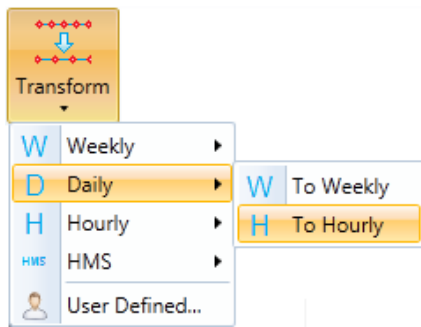 Transform
W Weekly
D Daily
W To Weekly
H Hourly
H To Hourly
HMS HMS
User Defined...